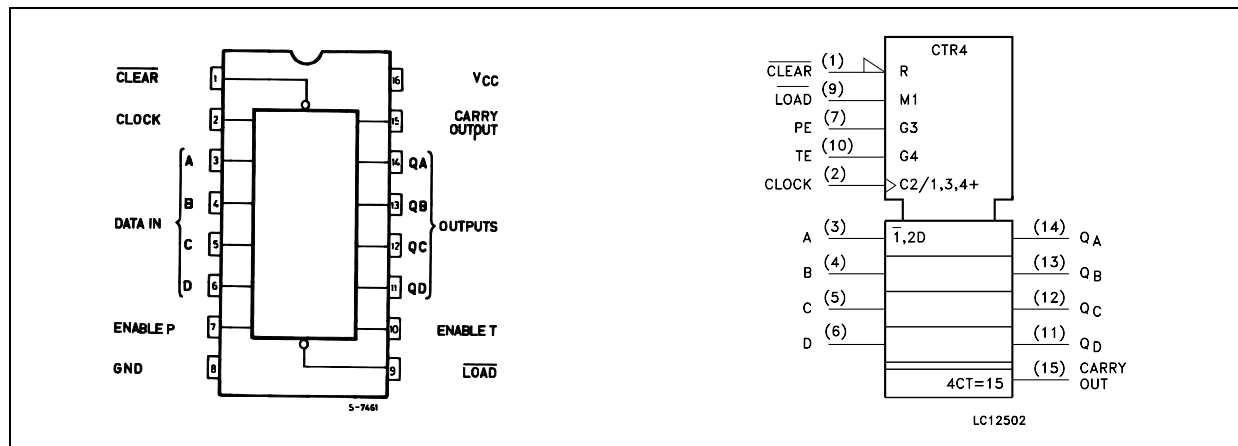 CLEAR 1 16 VCC
CLOCK 2 15 CARRY OUTPUT
A 3 14 QA
B 4 13 QB
DATA IN OUTPUTS
C 5 12 QC
D 6 11 QD
ENABLE P 7 10 ENABLE T
GND 8 9 LOAD
S-7461
CTR4
CLEAR (1) R
LOAD (9) M1
PE (7) G3
TE (10) G4
CLOCK (2) C2/1,3,4+
A (3) 1,2D (14) QA
B (4) (13) QB
C (5) (12) QC
D (6) (11) QD
4CT=15 (15) CARRY OUT
LC12502